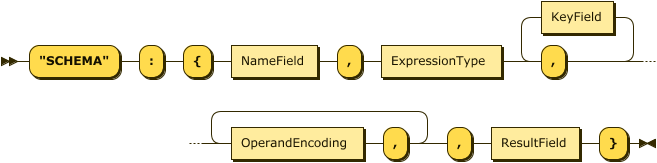 KeyField
"SCHEMA" : { NameField , ExpressionType ,
OperandEncoding , , ResultField }